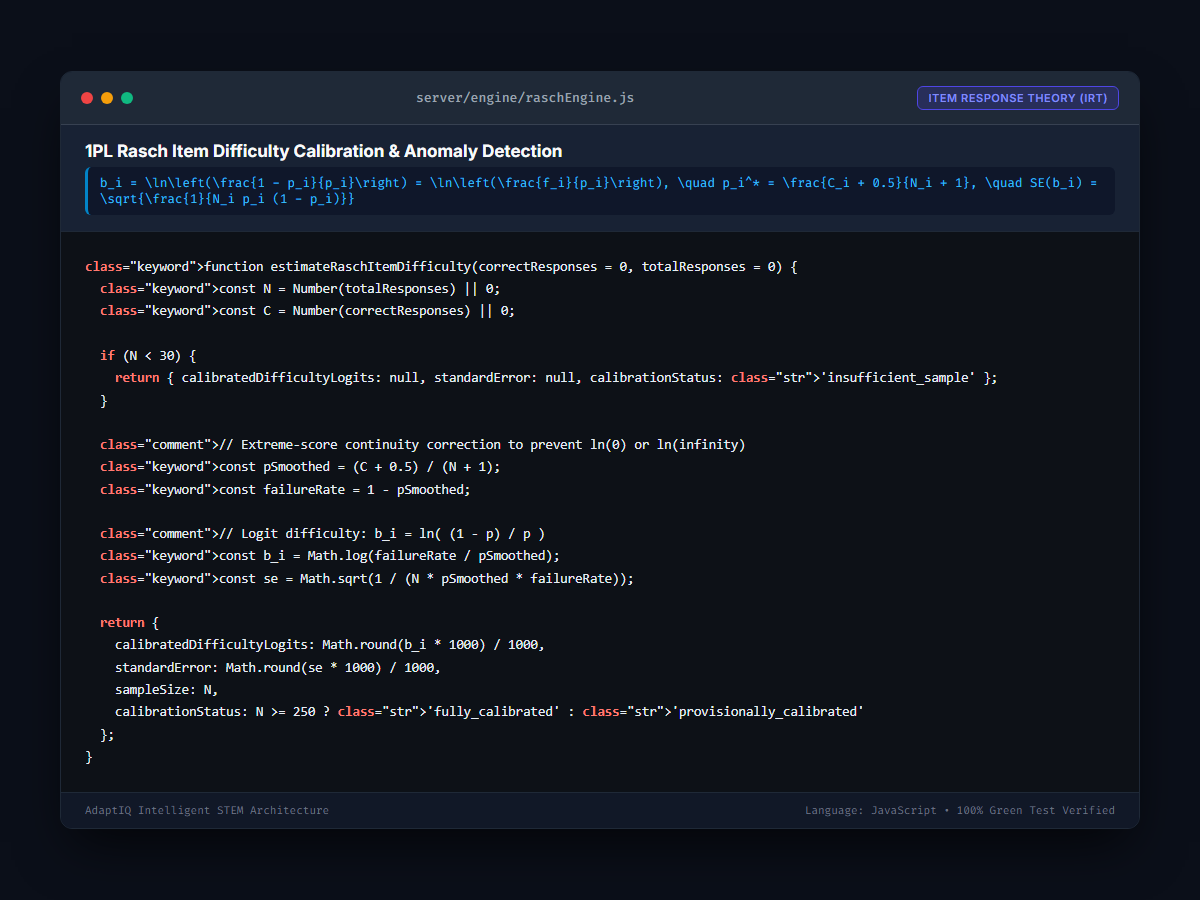 server/engine/raschEngine.js
ITEM RESPONSE THEORY (IRT)
1PL Rasch Item Difficulty Calibration & Anomaly Detection
b_i = \ln\left(\frac{1 - p_i}{p_i}\right) = \ln\left(\frac{f_i}{p_i}\right), \quad p_i^* = \frac{C_i + 0.5}{N_i + 1}, \quad SE(b_i) =
\sqrt{\frac{1}{N_i p_i (1 - p_i)}}
class="keyword">function estimateRaschItemDifficulty(correctResponses = 0, totalResponses = 0) {
  class="keyword">const N = Number(totalResponses) || 0;
  class="keyword">const C = Number(correctResponses) || 0;
  if (N < 30) {
    return { calibratedDifficultyLogits: null, standardError: null, calibrationStatus: class="str">'insufficient_sample' };
  }
  class="comment">// Extreme-score continuity correction to prevent ln(0) or ln(infinity)
  class="keyword">const pSmoothed = (C + 0.5) / (N + 1);
  class="keyword">const failureRate = 1 - pSmoothed;
  class="comment">// Logit difficulty: b_i = ln( (1 - p) / p )
  class="keyword">const b_i = Math.log(failureRate / pSmoothed);
  class="keyword">const se = Math.sqrt(1 / (N * pSmoothed * failureRate));
  return {
    calibratedDifficultyLogits: Math.round(b_i * 1000) / 1000,
    standardError: Math.round(se * 1000) / 1000,
    sampleSize: N,
    calibrationStatus: N >= 250 ? class="str">'fully_calibrated' : class="str">'provisionally_calibrated'
  };
}
AdaptIQ Intelligent STEM Architecture
Language: JavaScript • 100% Green Test Verified